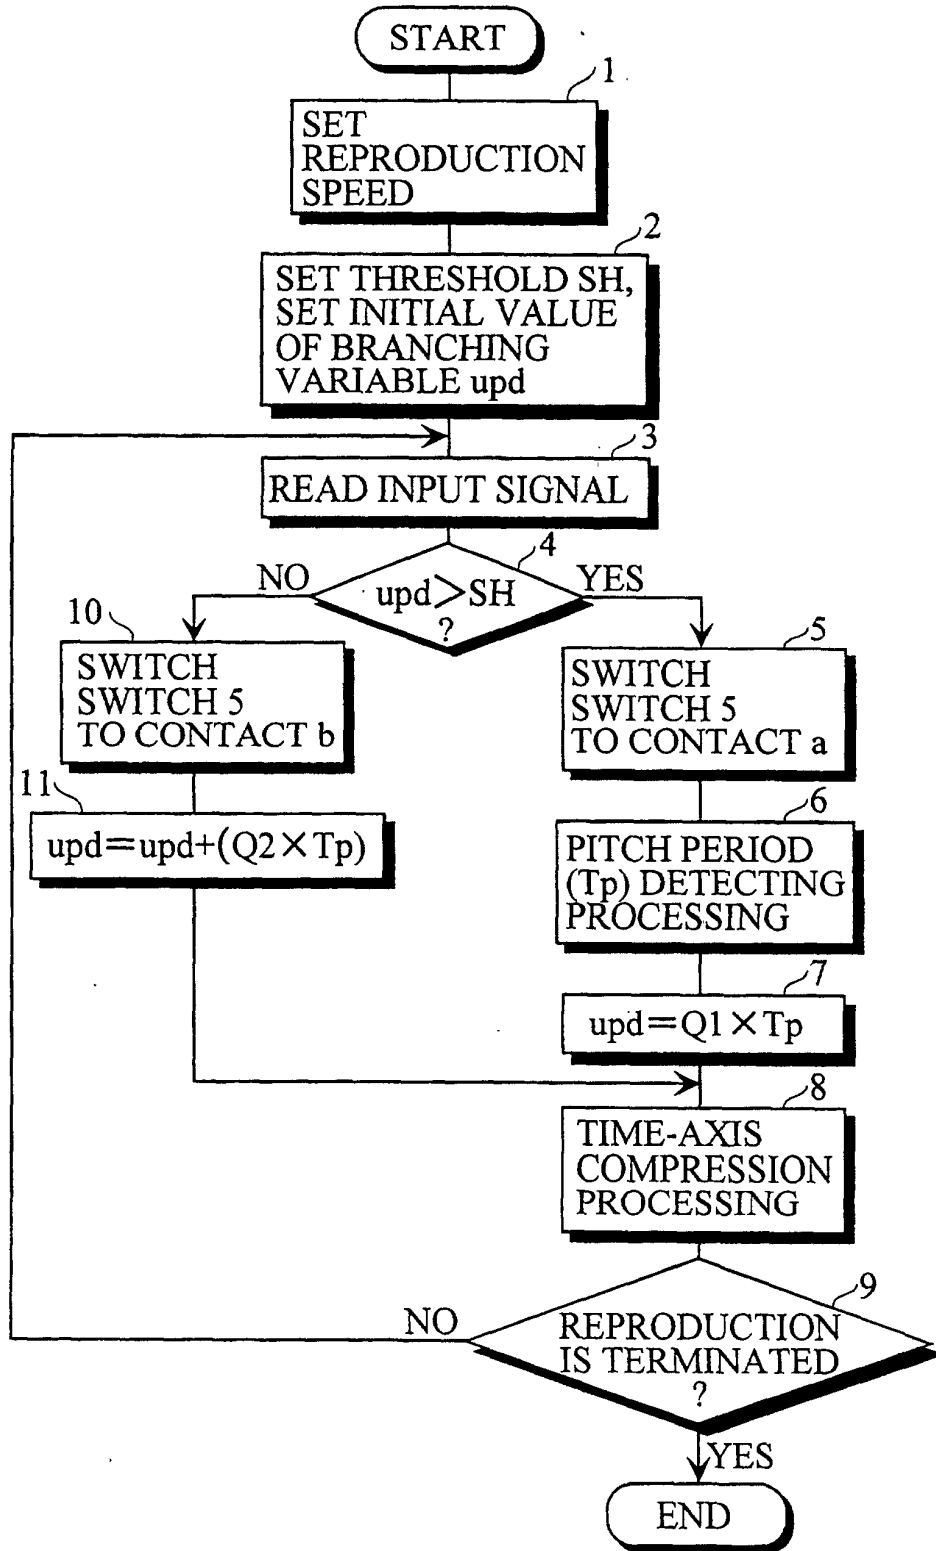 START
1
SET
REPRODUCTION
SPEED
2
SET THRESHOLD SH,
SET INITIAL VALUE
OF BRANCHING
VARIABLE upd
3
READ INPUT SIGNAL
4
NO
upd>SH
?
YES
10
SWITCH
SWITCH 5
TO CONTACT b
5
SWITCH
SWITCH 5
TO CONTACT a
11
upd=upd+(Q2×Tp)
6
PITCH PERIOD
(Tp) DETECTING
PROCESSING
7
upd=Q1×Tp
8
TIME-AXIS
COMPRESSION
PROCESSING
9
NO
REPRODUCTION
IS TERMINATED
?
YES
END